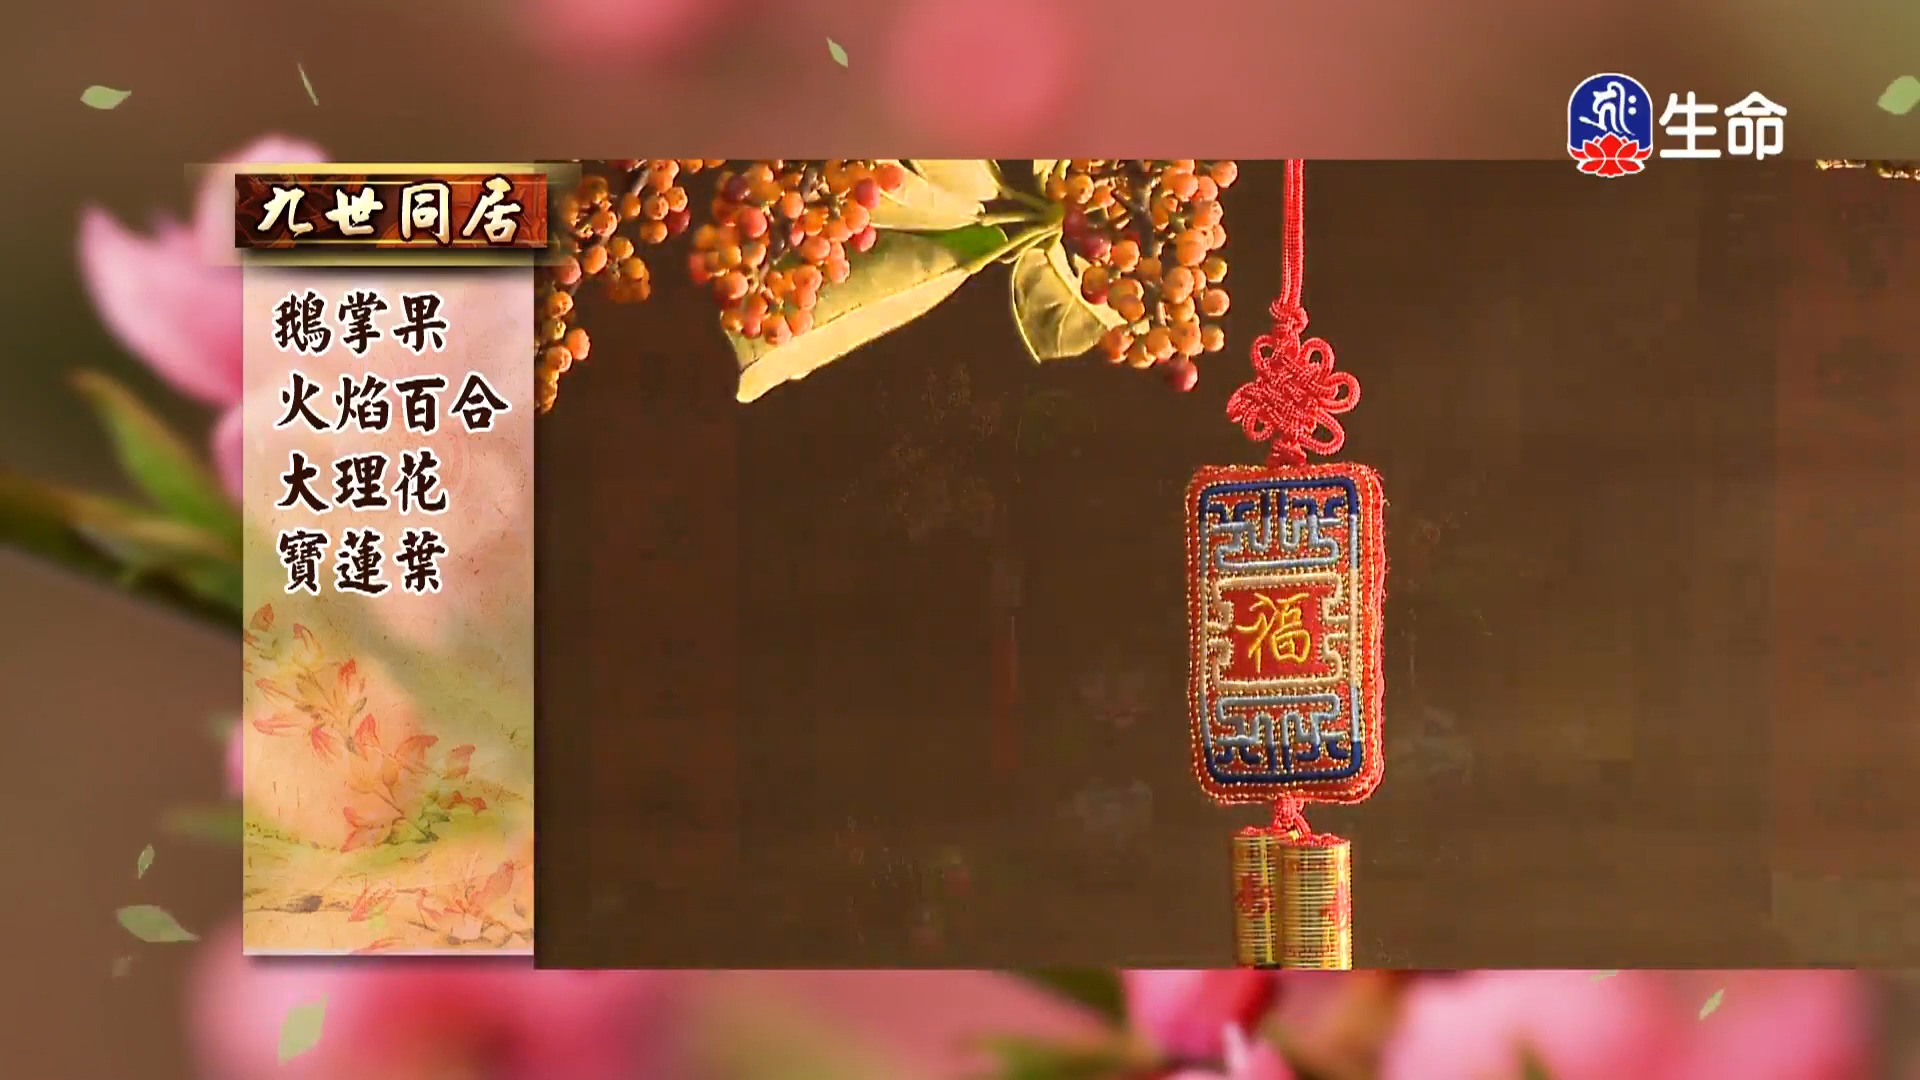 生命
九世同居
鵝掌果
火焰百合
大理花
寶蓮葉
福